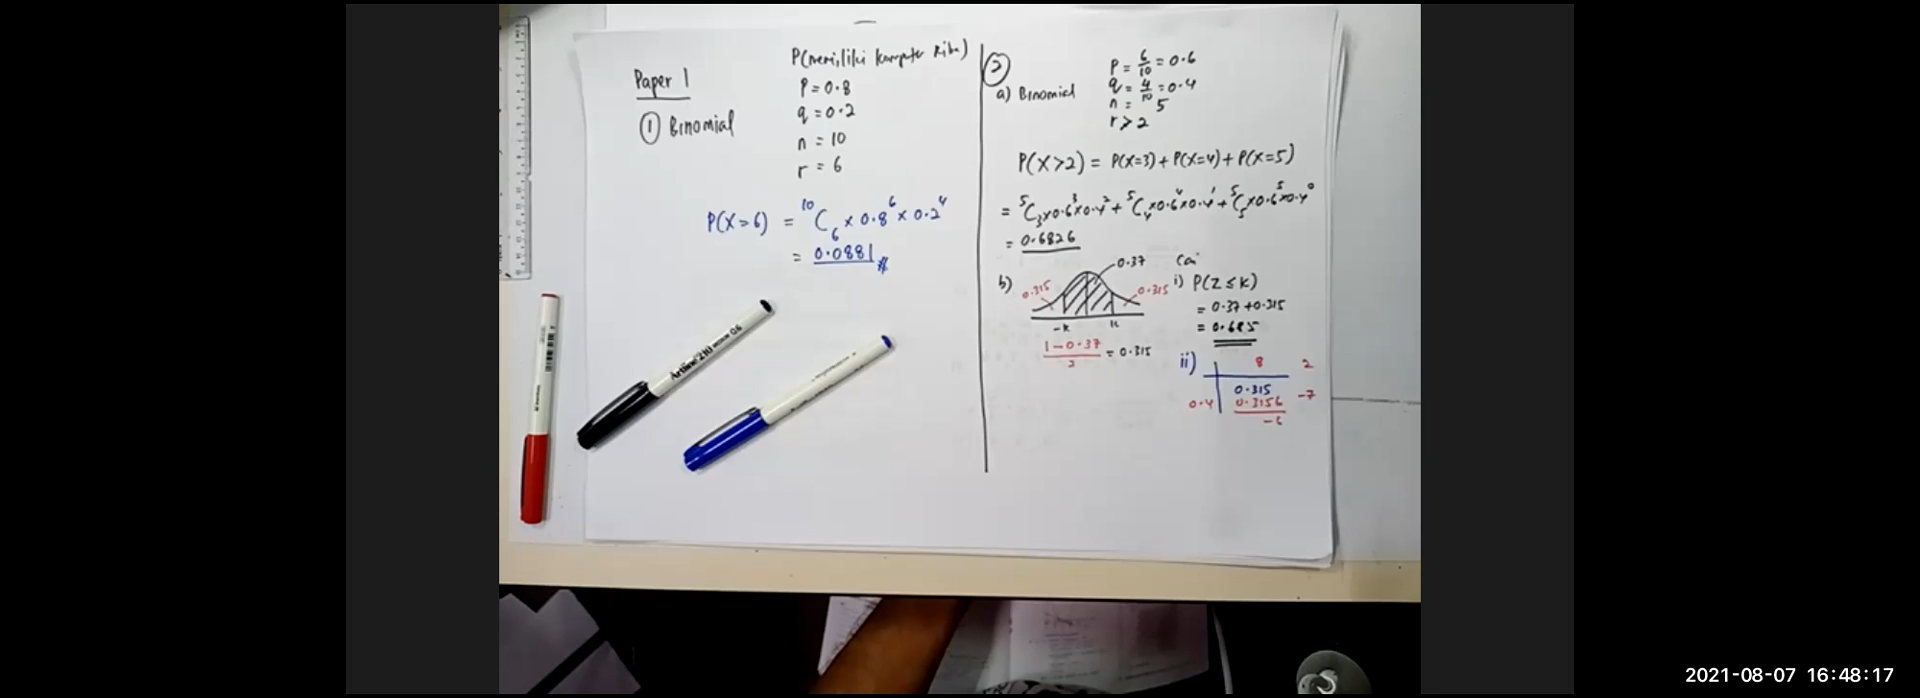 Paper 1
① Binomial
P(memiliki komputer riba)
P = 0.8
q = 0.2
n = 10
r = 6
P(X=6) = ¹⁰C₆ × 0.8⁶ × 0.2⁴
= 0.0881
②
a) Binomial
P = 6/10 = 0.6
q = 4/10 = 0.4
n = 5
r > 2
P(X>2) = P(X=3) + P(X=4) + P(X=5)
= ⁵C₃×0.6³×0.4² + ⁵C₄×0.6⁴×0.4¹ + ⁵C₅×0.6⁵×0.4⁰
= 0.6826
b)
0.315
0.37
0.315
-k
k
(1-0.37)/2 = 0.315
i) P(Z ≤ K)
= 0.37 + 0.315
= 0.685
ii)
8 2
0.315
0.4 0.3156 -7
Artline 210 MEDIUM 0.6
2021-08-07 16:48:17